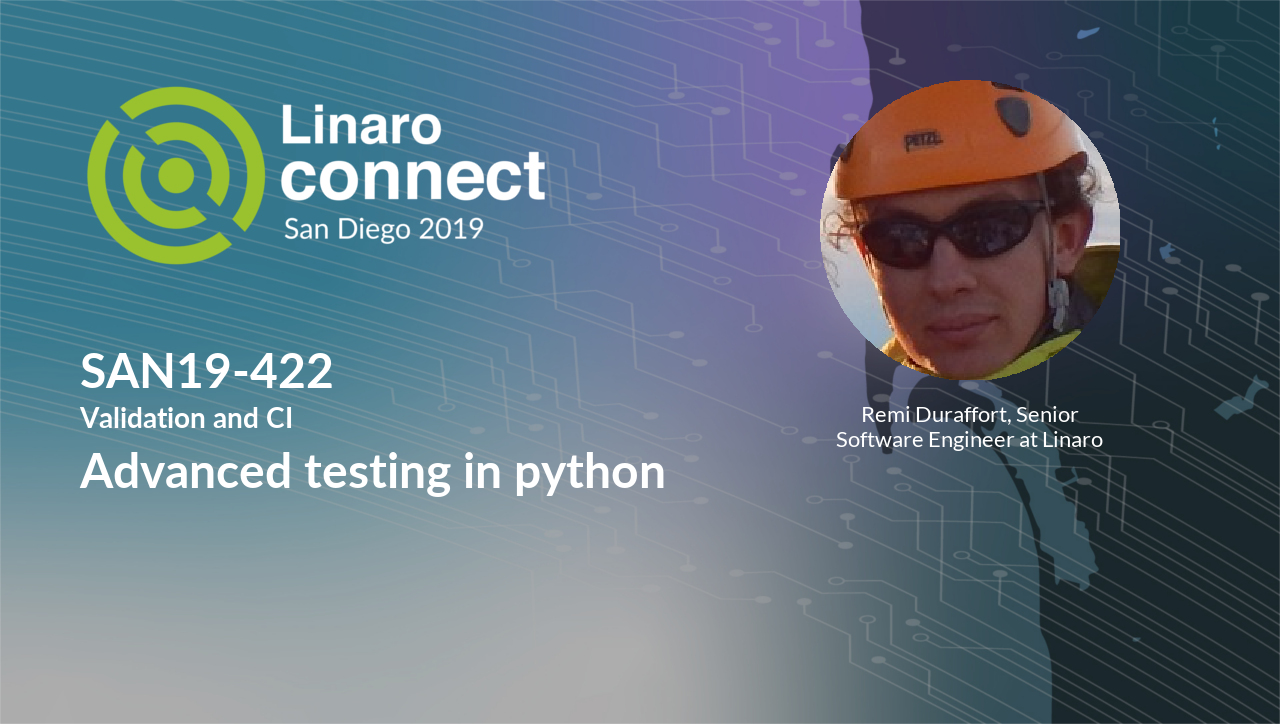 Linaro
connect
San Diego 2019
PETZL
SAN19-422
Validation and CI
Advanced testing in python
Remi Duraffort, Senior
Software Engineer at Linaro